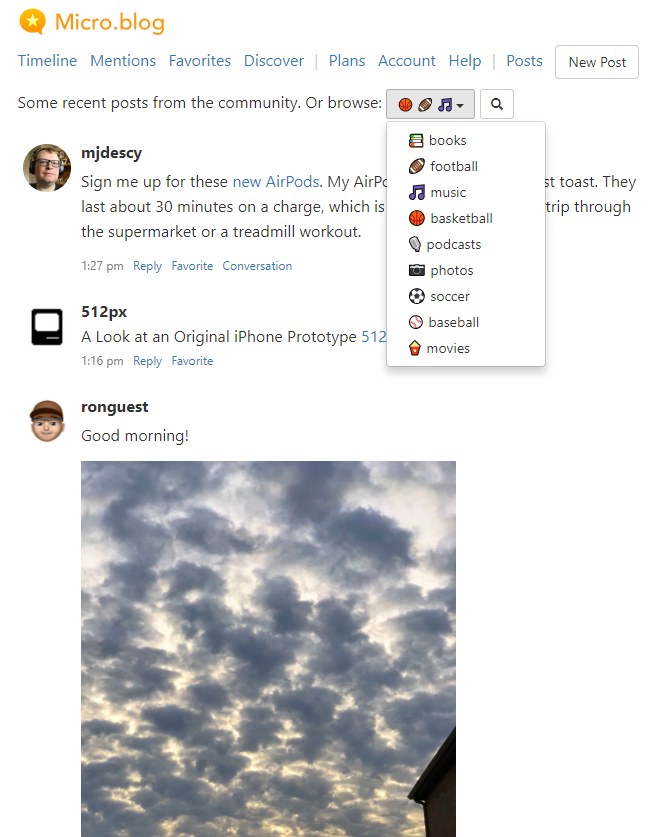 Micro.blog
Timeline Mentions Favorites Discover | Plans Account Help | Posts New Post
Some recent posts from the community. Or browse:
books
football
music
basketball
podcasts
photos
soccer
baseball
movies
mjdescy
Sign me up for these new AirPods. My st toast. They
last about 30 minutes on a charge, which is trip through
the supermarket or a treadmill workout.
1:27 pm Reply Favorite Conversation
512px
A Look at an Original iPhone Prototype 512
1:16 pm Reply Favorite
ronguest
Good morning!